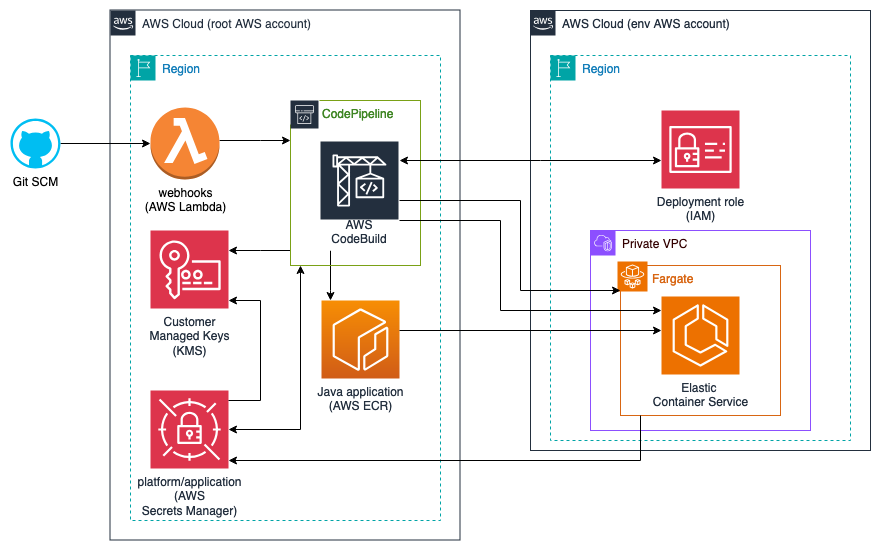 aws
AWS Cloud (root AWS account)
Region
Git SCM
webhooks
(AWS Lambda)
CodePipeline
AWS
CodeBuild
Customer
Managed Keys
(KMS)
Java application
(AWS ECR)
platform/application
(AWS
Secrets Manager)
aws
AWS Cloud (env AWS account)
Region
Deployment role
(IAM)
Private VPC
Fargate
Elastic
Container Service